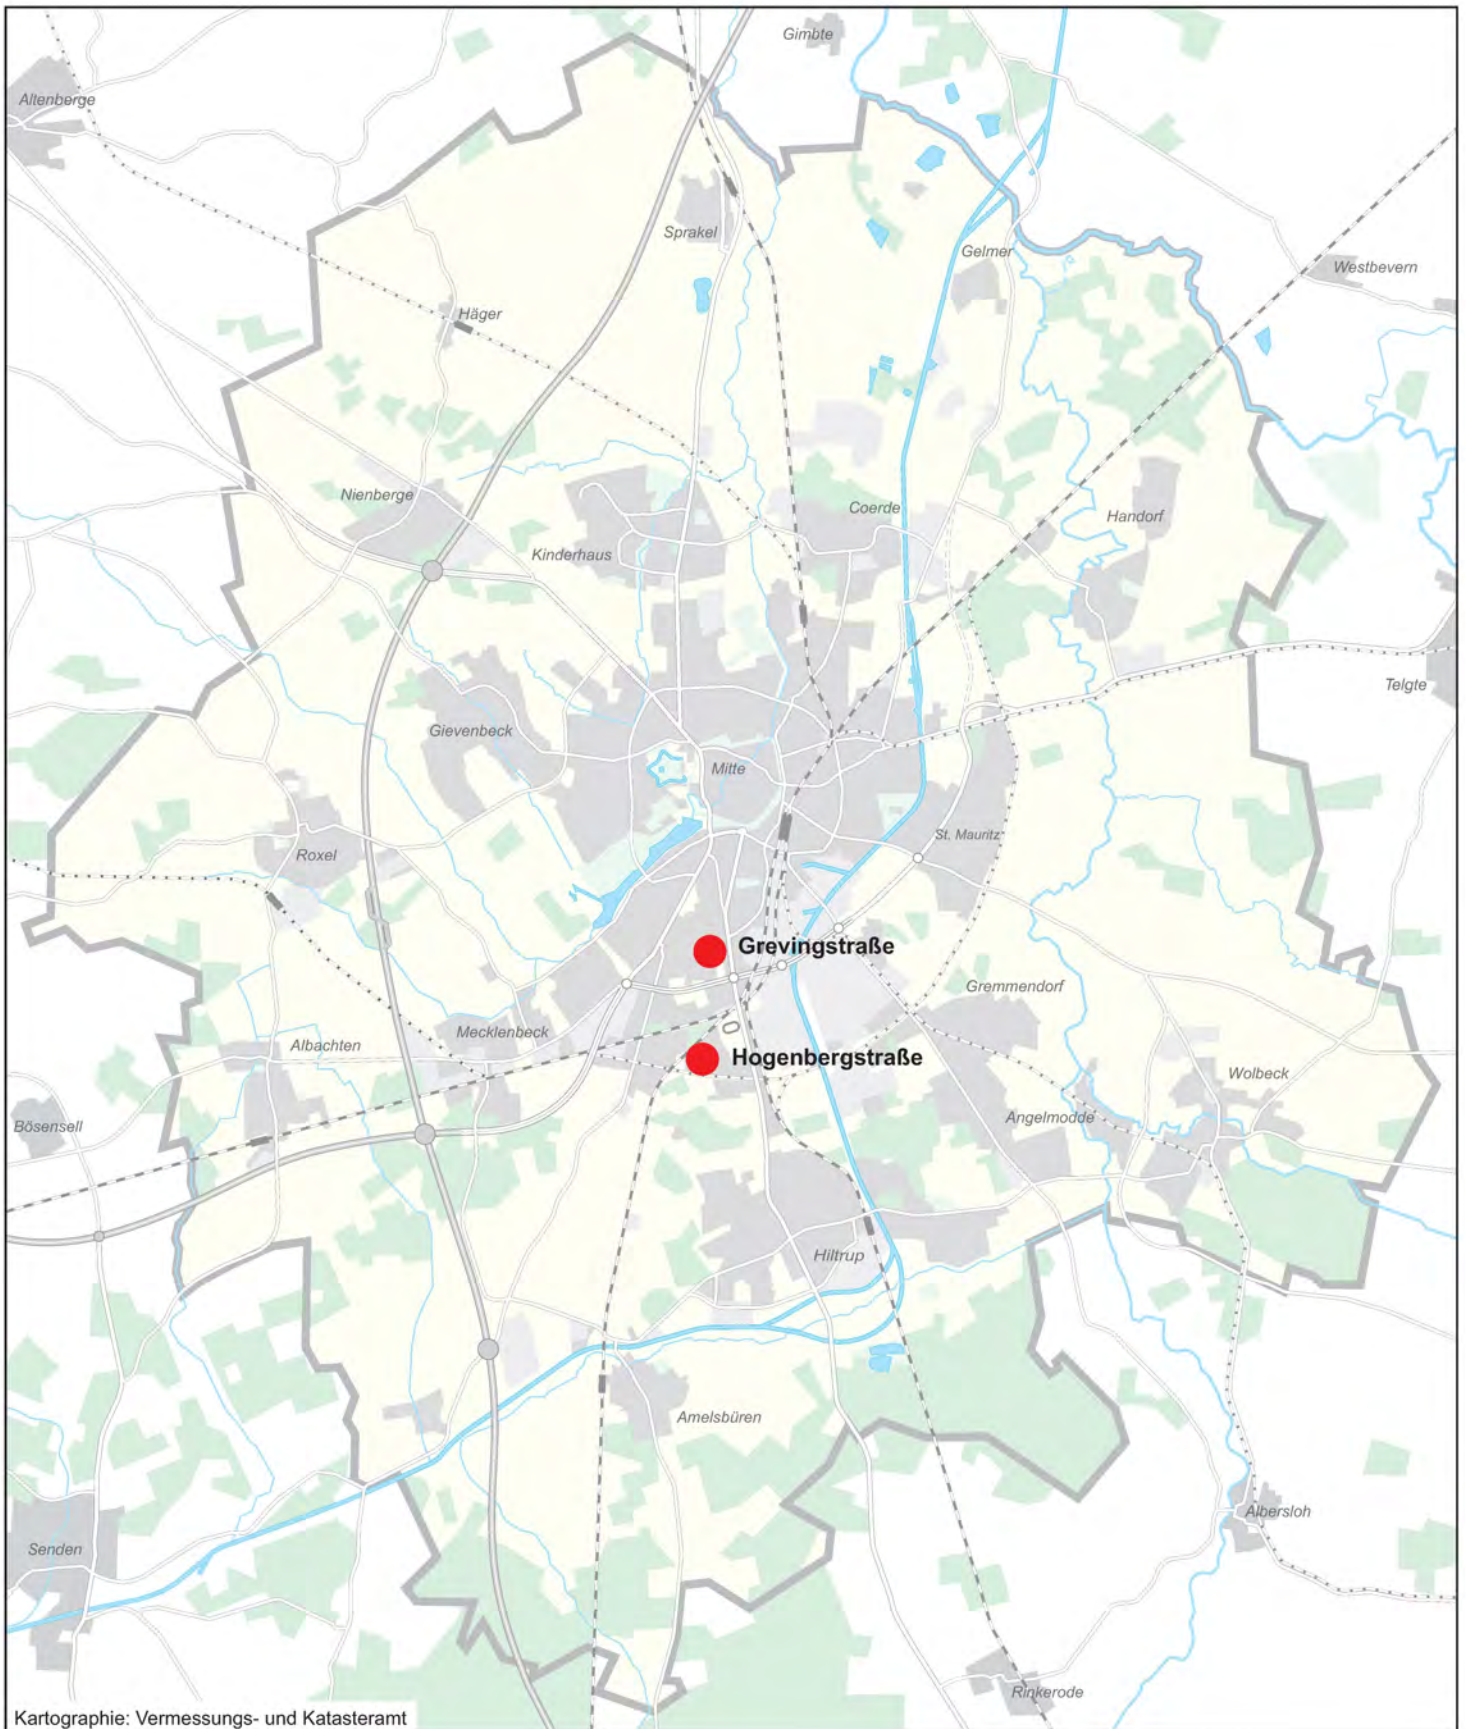 Gimbte
Altenberge
Sprakel
Gelmer
Westbevern
Häger
Nienberge
Coerde
Handorf
Kinderhaus
Telgte
Gievenbeck
Mitte
St. Mauritz
Roxel
Grevingstraße
Gremmendorf
Mecklenbeck
Albachten
Hogenbergstraße
Wolbeck
Angelmodde
Bösensell
Hiltrup
Amelsbüren
Albersloh
Senden
Rinkerode
Kartographie: Vermessungs- und Katasteramt